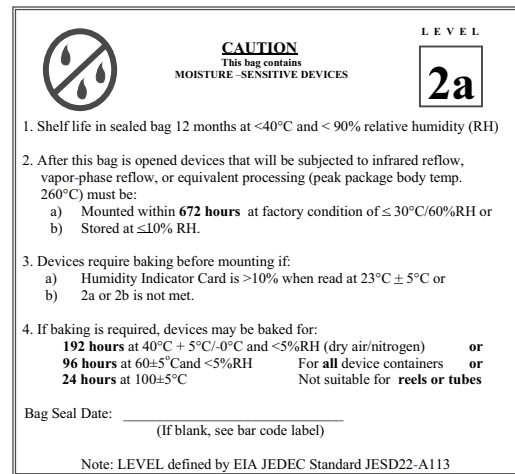 LEVEL
CAUTION
This bag contains
MOISTURE –SENSITIVE DEVICES
2a
1. Shelf life in sealed bag 12 months at <40°C and < 90% relative humidity (RH)
2. After this bag is opened devices that will be subjected to infrared reflow,
vapor-phase reflow, or equivalent processing (peak package body temp.
260°C) must be:
a) Mounted within 672 hours at factory condition of ≤ 30°C/60%RH or
b) Stored at ≤10% RH.
3. Devices require baking before mounting if:
a) Humidity Indicator Card is >10% when read at 23°C ± 5°C or
b) 2a or 2b is not met.
4. If baking is required, devices may be baked for:
192 hours at 40°C + 5°C/-0°C and <5%RH (dry air/nitrogen) or
96 hours at 60±5°Cand <5%RH For all device containers or
24 hours at 100±5°C Not suitable for reels or tubes
Bag Seal Date: ______________________________
(If blank, see bar code label)
Note: LEVEL defined by EIA JEDEC Standard JESD22-A113